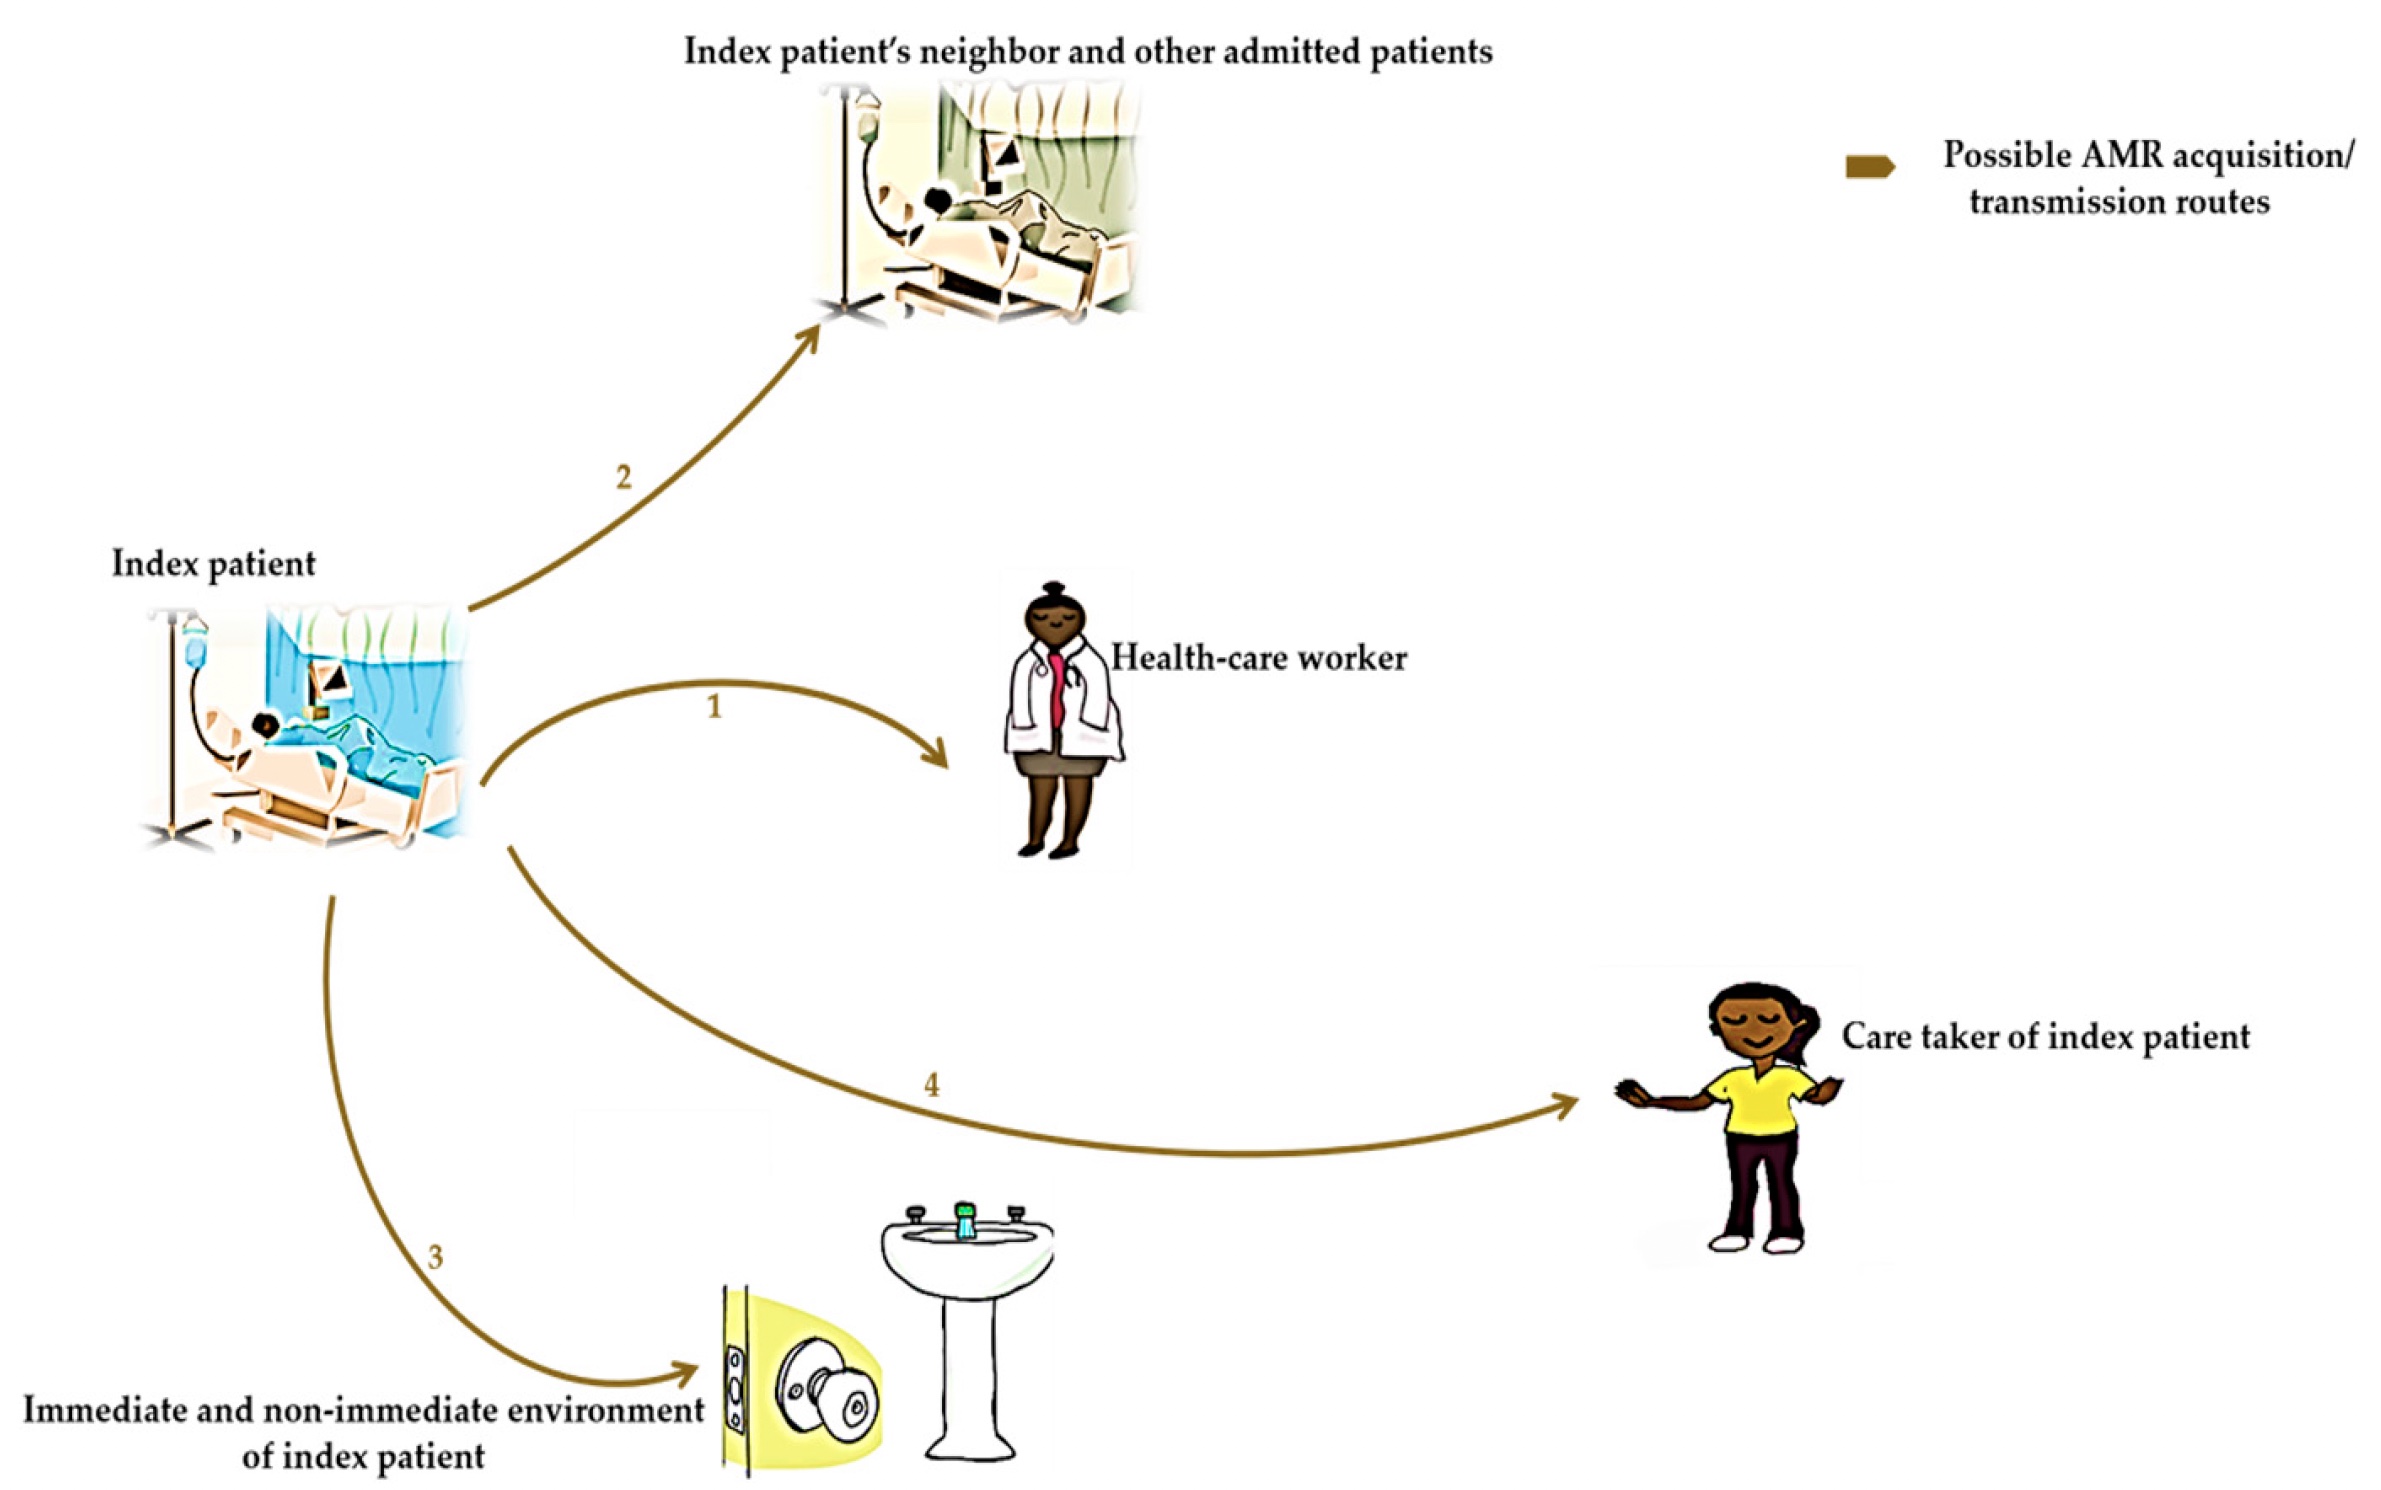 Index patient's neighbor and other admitted patients
Possible AMR acquisition/
transmission routes
2
Index patient
Health-care worker
1
Care taker of index patient
4
3
Immediate and non-immediate environment
of index patient